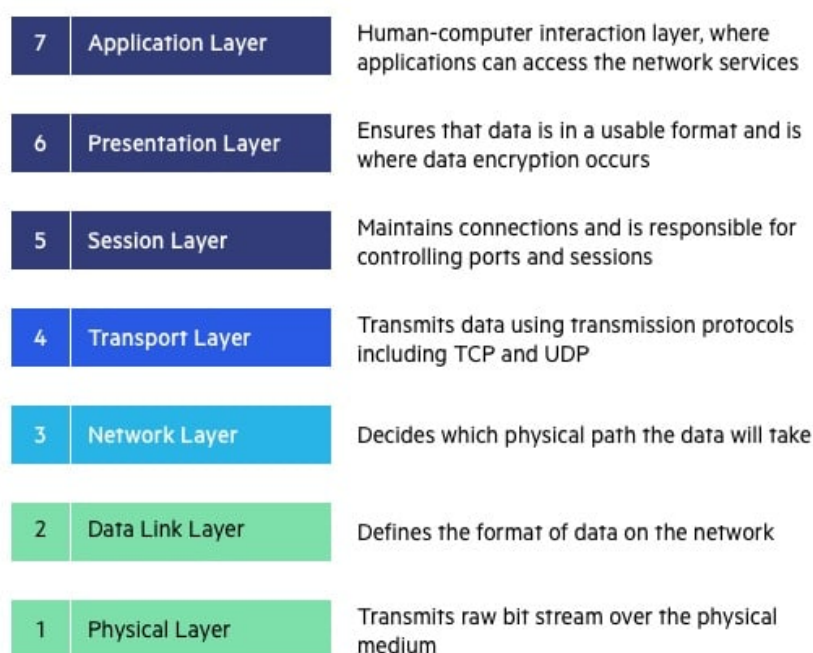 7 Application Layer
Human-computer interaction layer, where
applications can access the network services
6 Presentation Layer
Ensures that data is in a usable format and is
where data encryption occurs
5 Session Layer
Maintains connections and is responsible for
controlling ports and sessions
4 Transport Layer
Transmits data using transmission protocols
including TCP and UDP
3 Network Layer
Decides which physical path the data will take
2 Data Link Layer
Defines the format of data on the network
1 Physical Layer
Transmits raw bit stream over the physical
medium